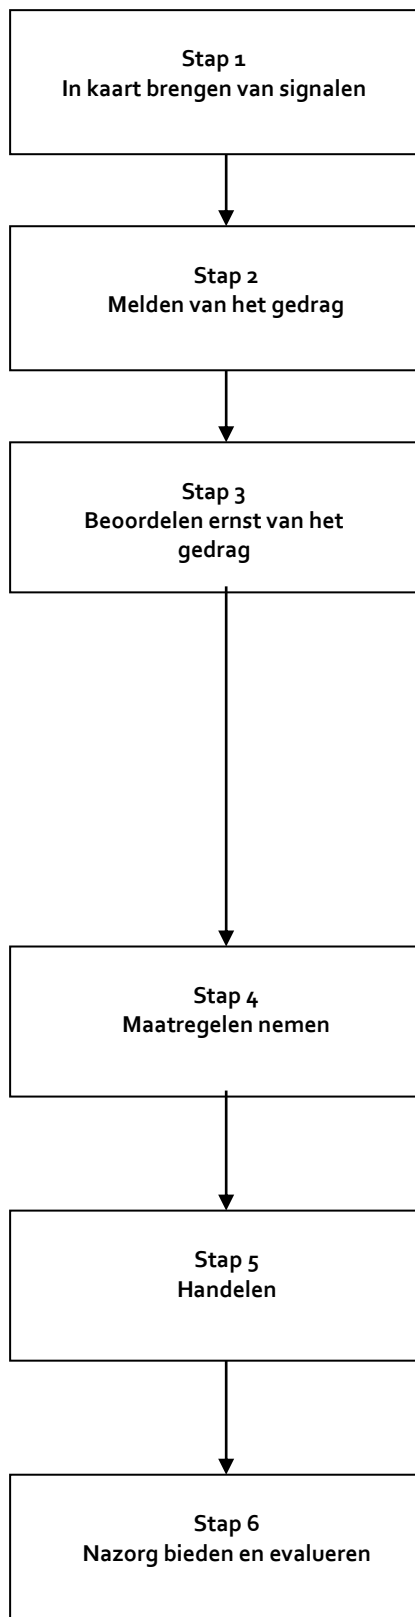 Stap 1
In kaart brengen van signalen
Stap 2
Melden van het gedrag
Stap 3
Beoordelen ernst van het
gedrag
Stap 4
Maatregelen nemen
Stap 5
Handelen
Stap 6
Nazorg bieden en evalueren